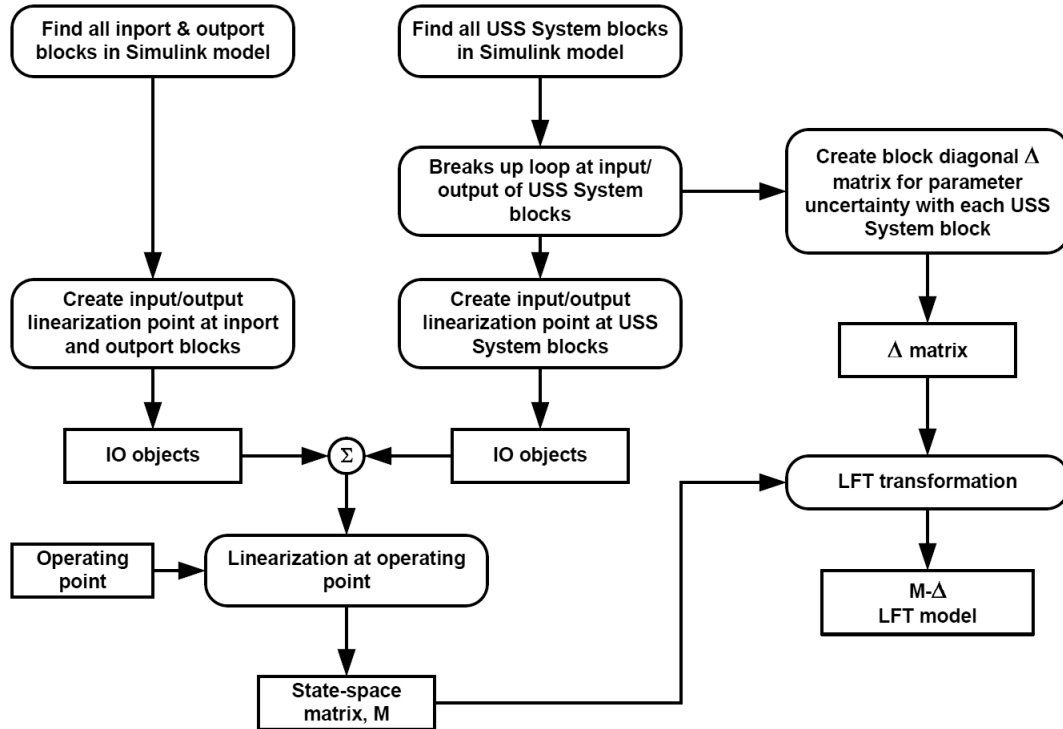 Find all inport & outport
blocks in Simulink model
Find all USS System blocks
in Simulink model
Breaks up loop at input/
output of USS System
blocks
Create block diagonal Δ
matrix for parameter
uncertainty with each USS
System block
Create input/output
linearization point at inport
and outport blocks
Create input/output
linearization point at USS
System blocks
Δ matrix
IO objects
Σ
IO objects
LFT transformation
Operating
point
Linearization at operating
point
M-Δ
LFT model
State-space
matrix, M